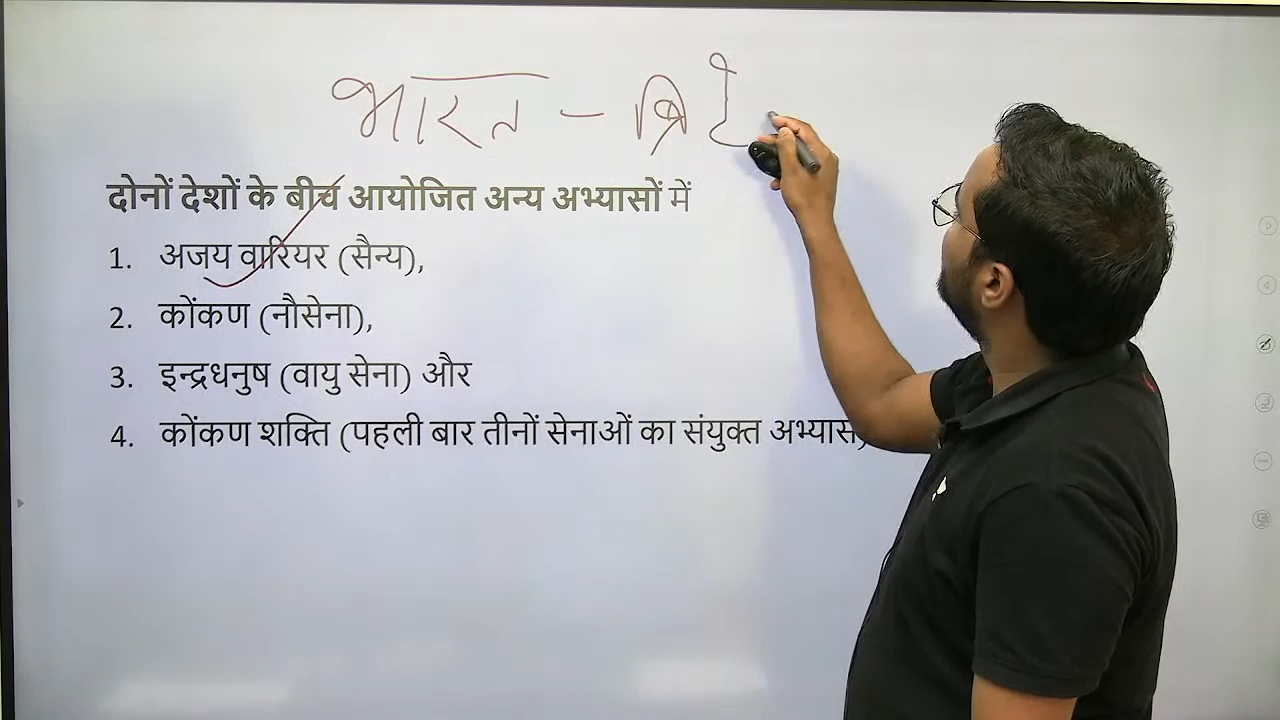 भारत - ब्रिटे
दोनों देशों के बीच आयोजित अन्य अभ्यासों में
1. अजय वारियर (सैन्य),
2. कोंकण (नौसेना),
3. इन्द्रधनुष (वायु सेना) और
4. कोंकण शक्ति (पहली बार तीनों सेनाओं का संयुक्त अभ्यास)